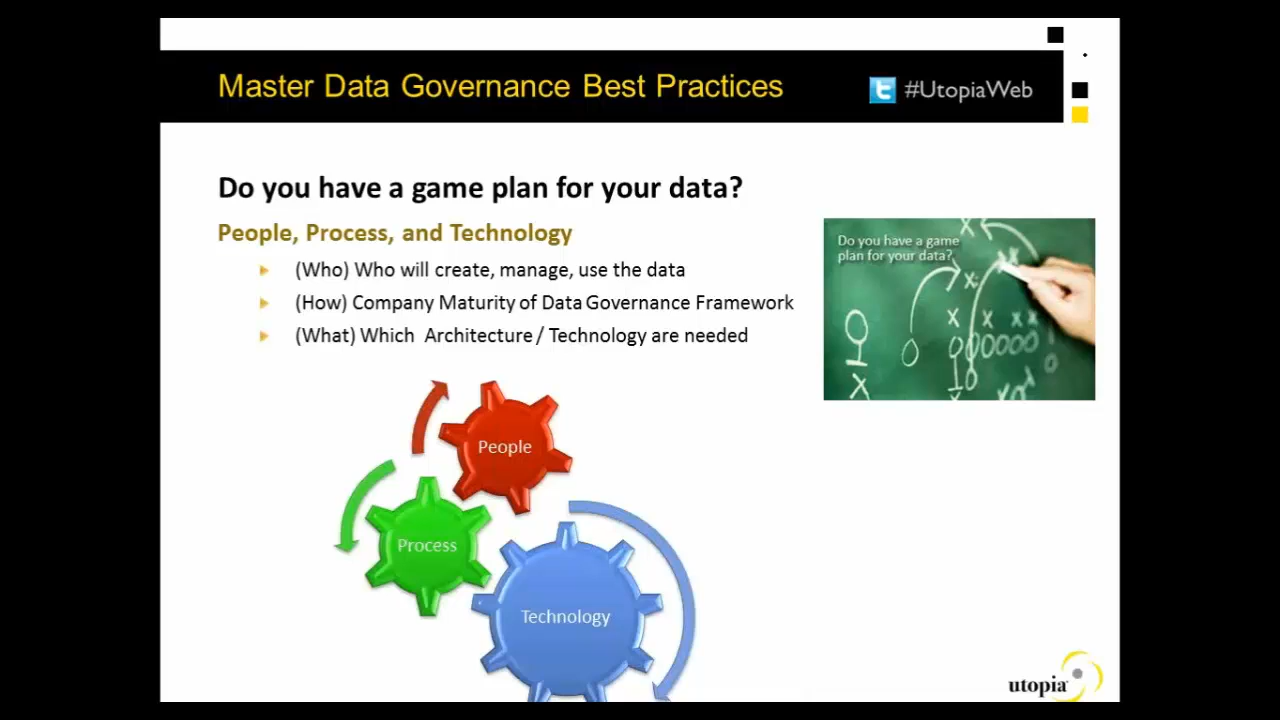 Master Data Governance Best Practices
#UtopiaWeb
Do you have a game plan for your data?
People, Process, and Technology
(Who) Who will create, manage, use the data
(How) Company Maturity of Data Governance Framework
(What) Which Architecture / Technology are needed
Do you have a game
plan for your data?
People
Process
Technology
utopia